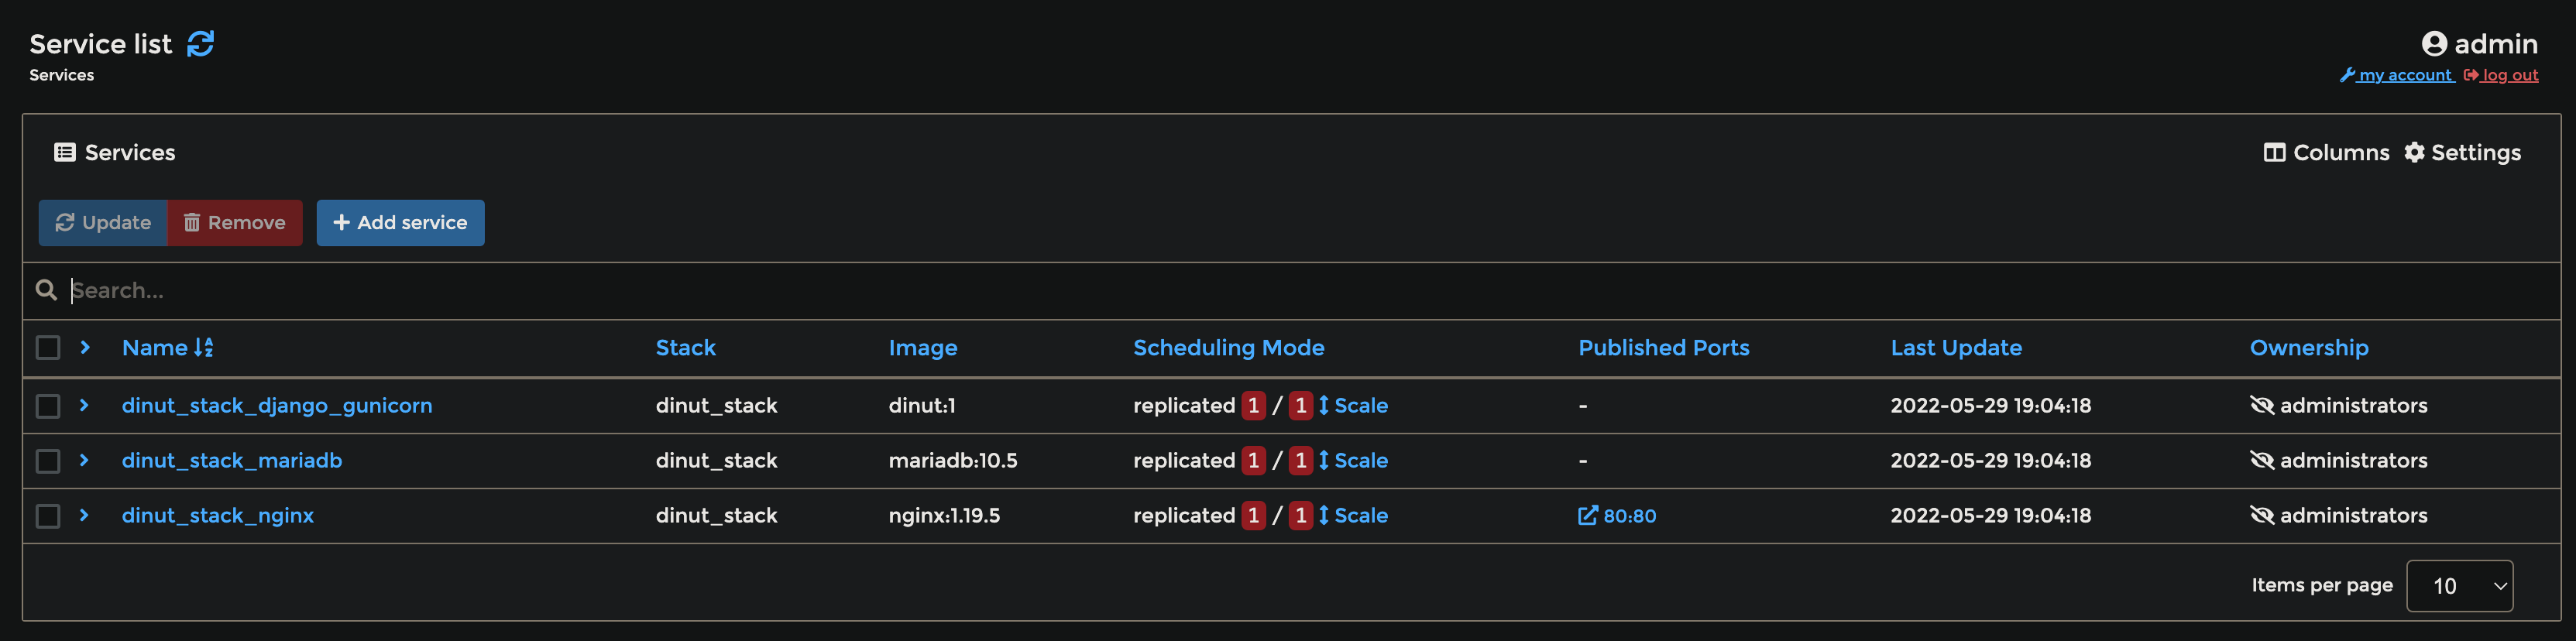 Service list
Services
admin
my account log out
Services
Columns Settings
Update Remove Add service
Search...
Name Stack Image Scheduling Mode Published Ports Last Update Ownership
dinut_stack_django_gunicorn dinut_stack dinut:1 replicated 1 / 1 Scale - 2022-05-29 19:04:18 administrators
dinut_stack_mariadb dinut_stack mariadb:10.5 replicated 1 / 1 Scale - 2022-05-29 19:04:18 administrators
dinut_stack_nginx dinut_stack nginx:1.19.5 replicated 1 / 1 Scale 80:80 2022-05-29 19:04:18 administrators
Items per page 10